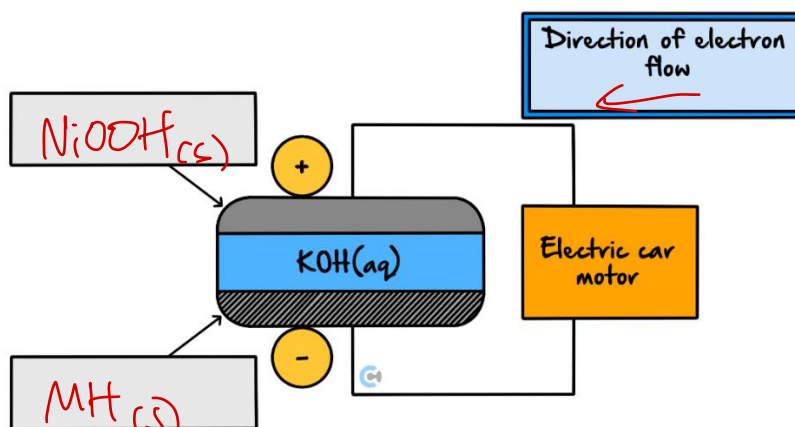 Direction of electron
flow
NiOOH(s)
+
KOH(aq)
Electric car
motor
-
MH(s)